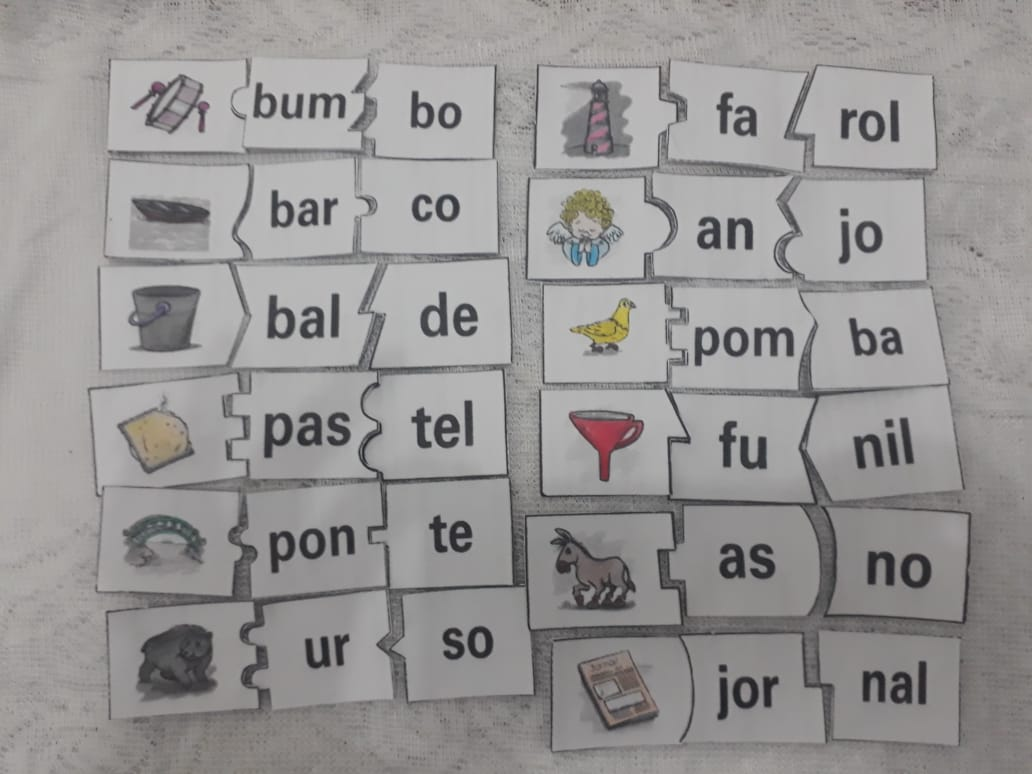 bum bo
bar co
bal de
pas tel
pon te
ur so
fa rol
an jo
pom ba
fu nil
as no
Jornal
jor nal